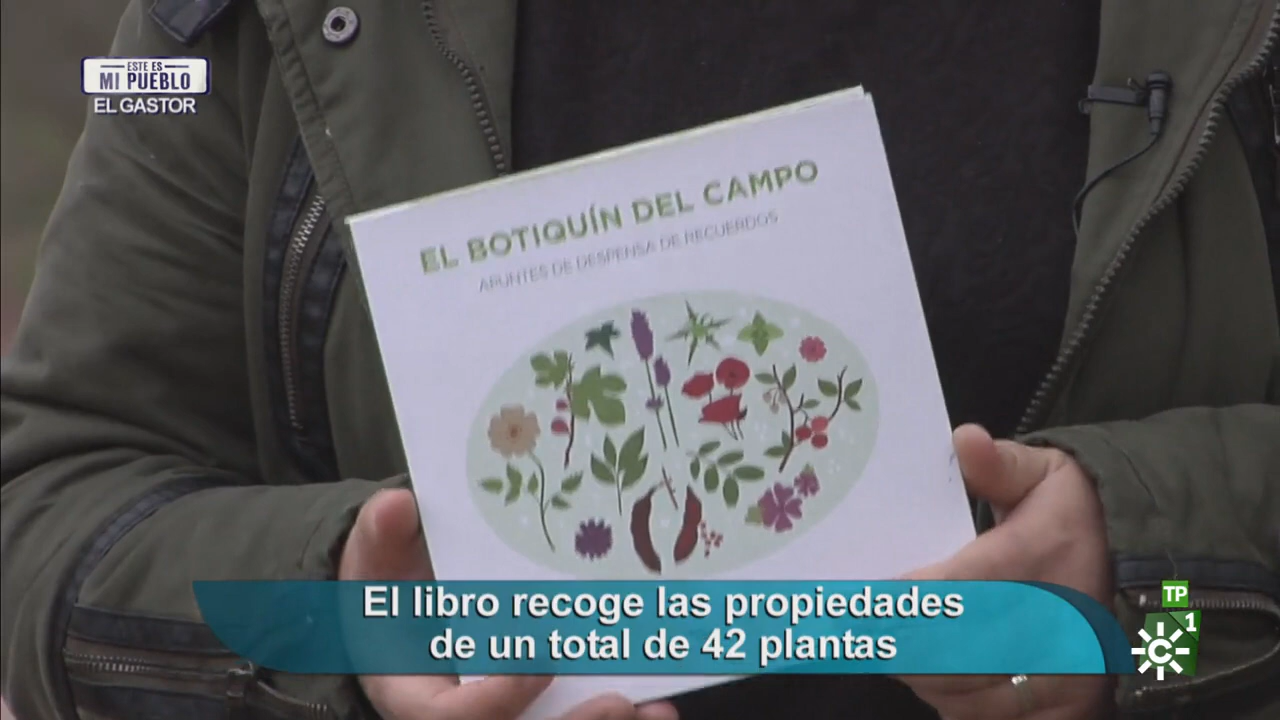 ESTE ES
MI PUEBLO
EL GASTOR
EL BOTIQUÍN DEL CAMPO
APUNTES DE DESPENSA DE RECUERDOS
El libro recoge las propiedades
de un total de 42 plantas
TP
1